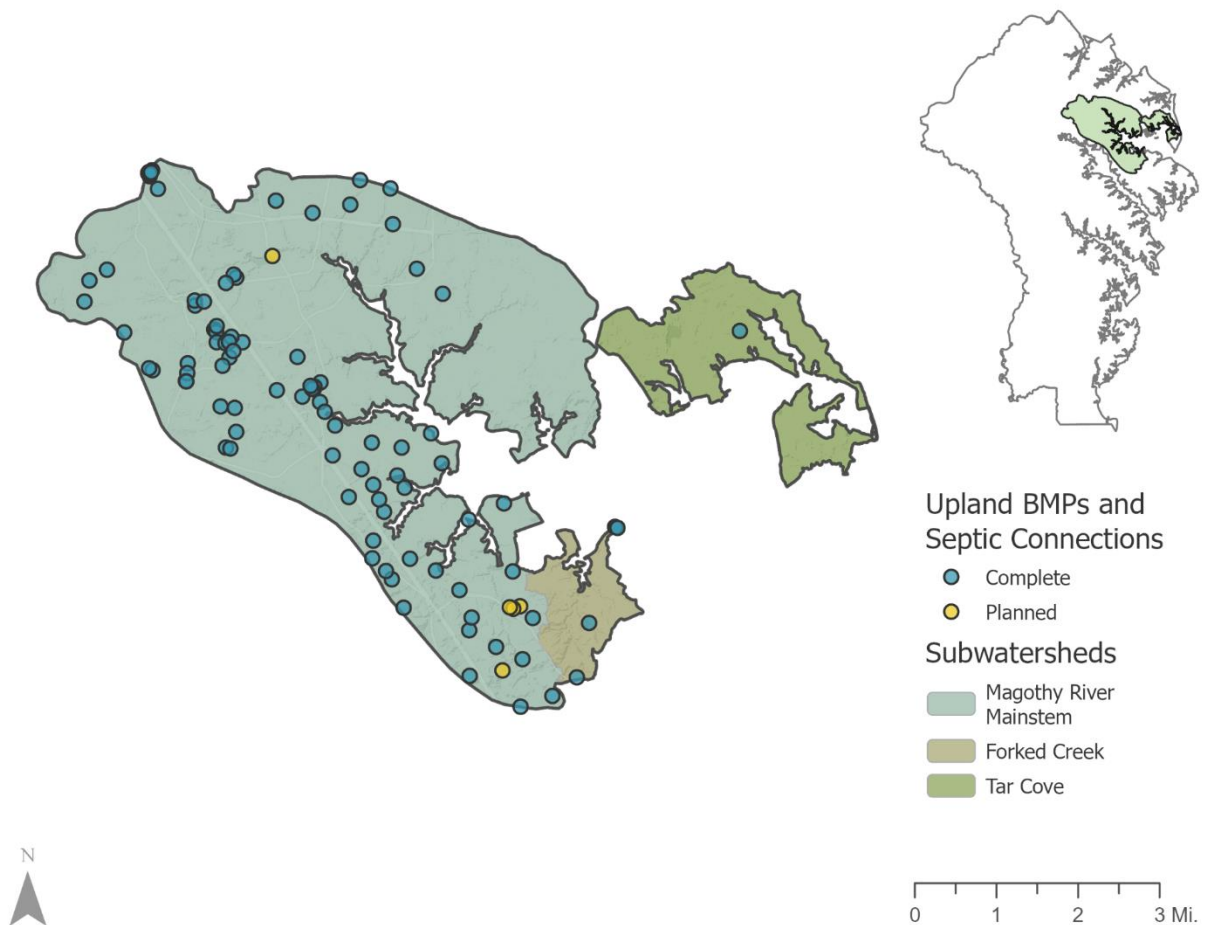 Upland BMPs and
Septic Connections
Complete
Planned
Subwatersheds
Magothy River
Mainstem
Forked Creek
Tar Cove
N
0 1 2 3 Mi.